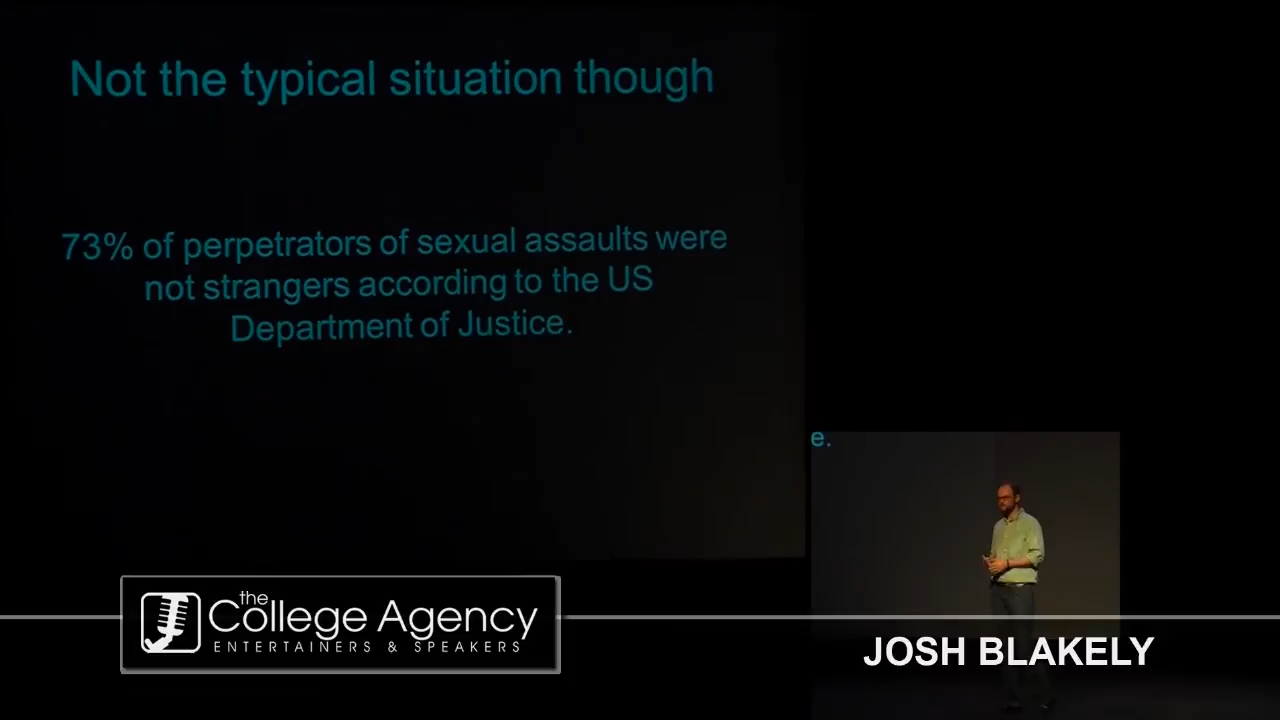 Not the typical situation though
73% of perpetrators of sexual assaults were
not strangers according to the US
Department of Justice.
e.
the
College Agency
ENTERTAINERS & SPEAKERS
JOSH BLAKELY